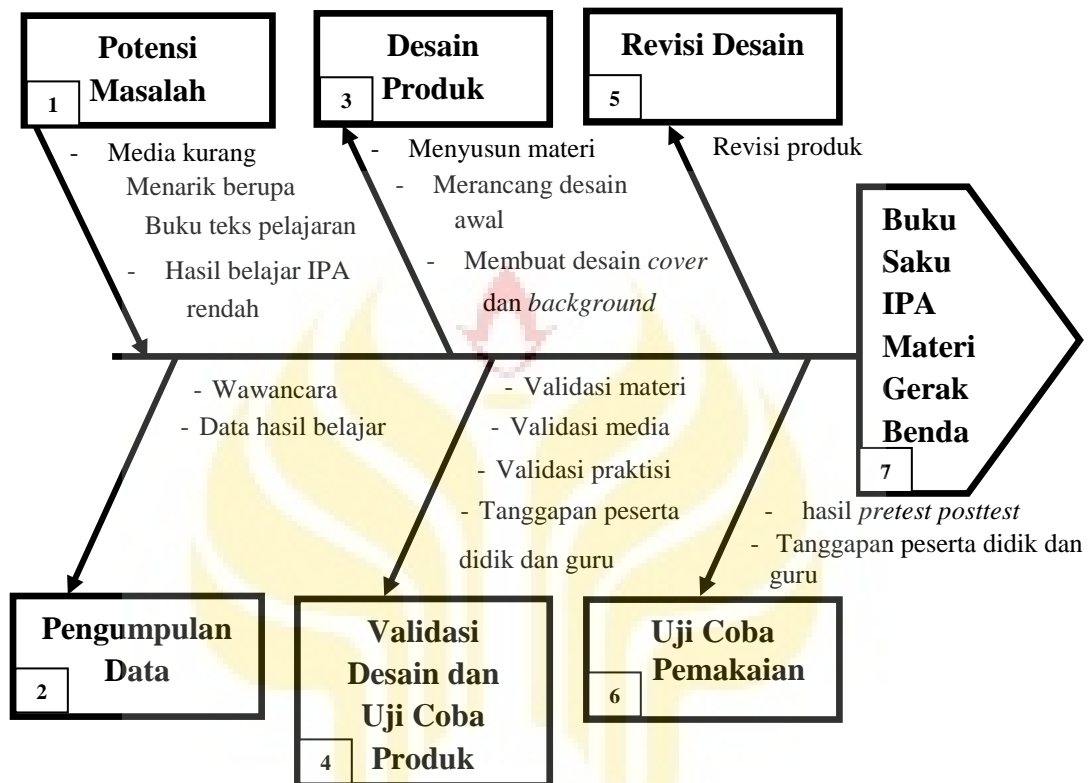 Potensi
Masalah
1
- Media kurang
Menarik berupa
Buku teks pelajaran
- Hasil belajar IPA
rendah
Desain
Produk
3
- Menyusun materi
- Merancang desain
awal
- Membuat desain cover
dan background
Revisi Desain
5
Revisi produk
Buku
Saku
IPA
Materi
Gerak
Benda
7
- Wawancara
- Data hasil belajar
Pengumpulan
Data
2
- Validasi materi
- Validasi media
- Validasi praktisi
- Tanggapan peserta
didik dan guru
Validasi
Desain dan
Uji Coba
Produk
4
- hasil pretest posttest
- Tanggapan peserta didik dan
guru
Uji Coba
Pemakaian
6